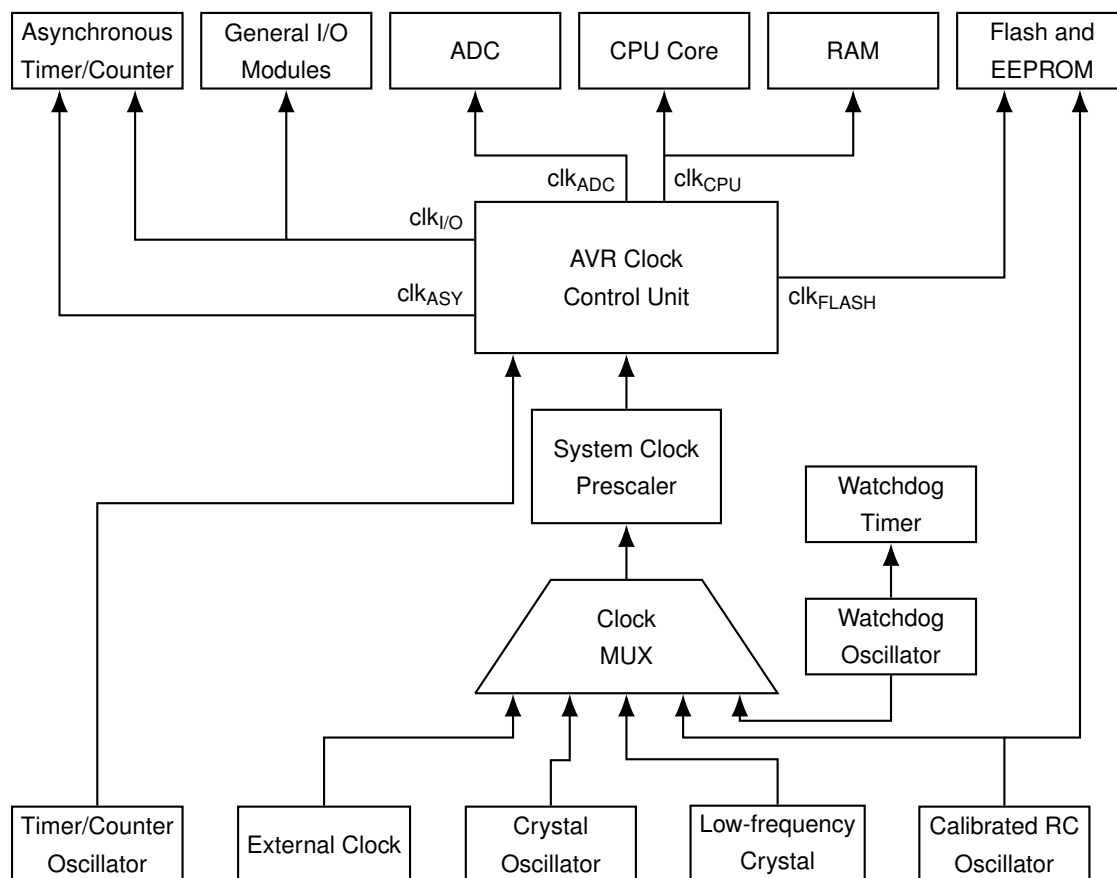 Asynchronous
Timer/Counter
General I/O
Modules
ADC
CPU Core
RAM
Flash and
EEPROM
clkADC
clkCPU
clkI/O
AVR Clock
Control Unit
clkASY
clkFLASH
System Clock
Prescaler
Watchdog
Timer
Clock
MUX
Watchdog
Oscillator
Timer/Counter
Oscillator
External Clock
Crystal
Oscillator
Low-frequency
Crystal
Calibrated RC
Oscillator